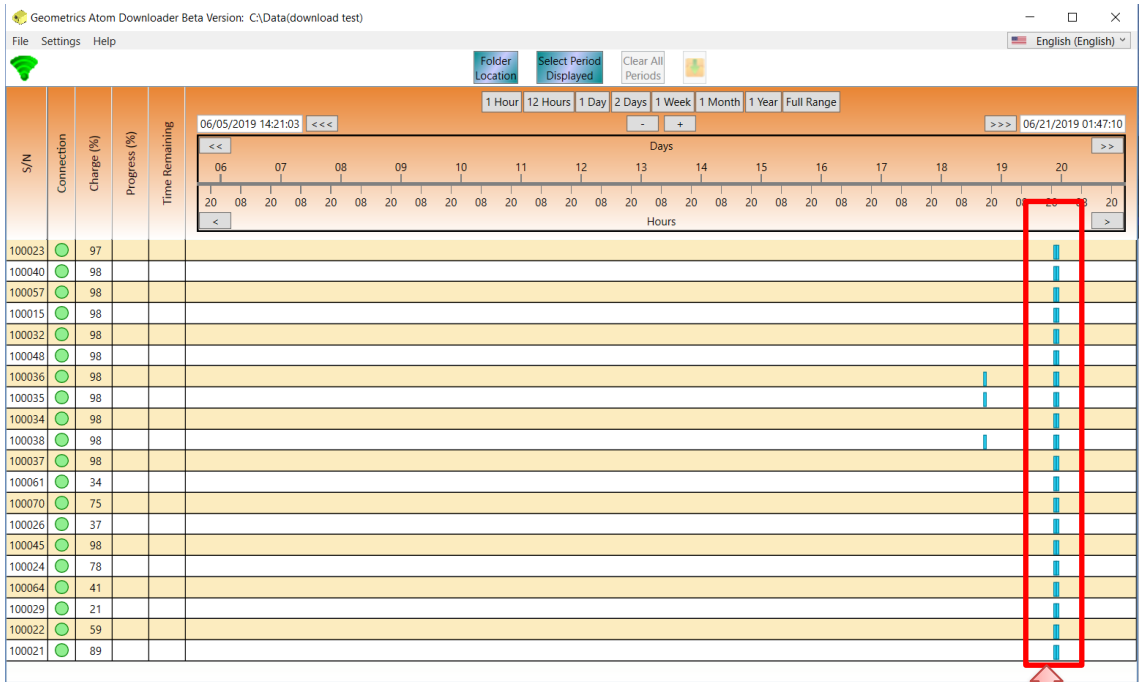 Geometrics Atom Downloader Beta Version: C:\Data(download test)
File Settings Help
English (English)
Folder Location
Select Period Displayed
Clear All Periods
S/N
Connection
Charge (%)
Progress (%)
Time Remaining
1 Hour 12 Hours 1 Day 2 Days 1 Week 1 Month 1 Year Full Range
06/05/2019 14:21:03 <<< - + >>> 06/21/2019 01:47:10
<< Days >>
06 07 08 09 10 11 12 13 14 15 16 17 18 19 20
20 08 20 08 20 08 20 08 20 08 20 08 20 08 20 08 20 08 20 08 20 08 20 08 20 08 20 08 20 08 20
< Hours >
100023 97
100040 98
100057 98
100015 98
100032 98
100048 98
100036 98
100035 98
100034 98
100038 98
100037 98
100061 34
100070 75
100026 37
100045 98
100024 78
100064 41
100029 21
100022 59
100021 89